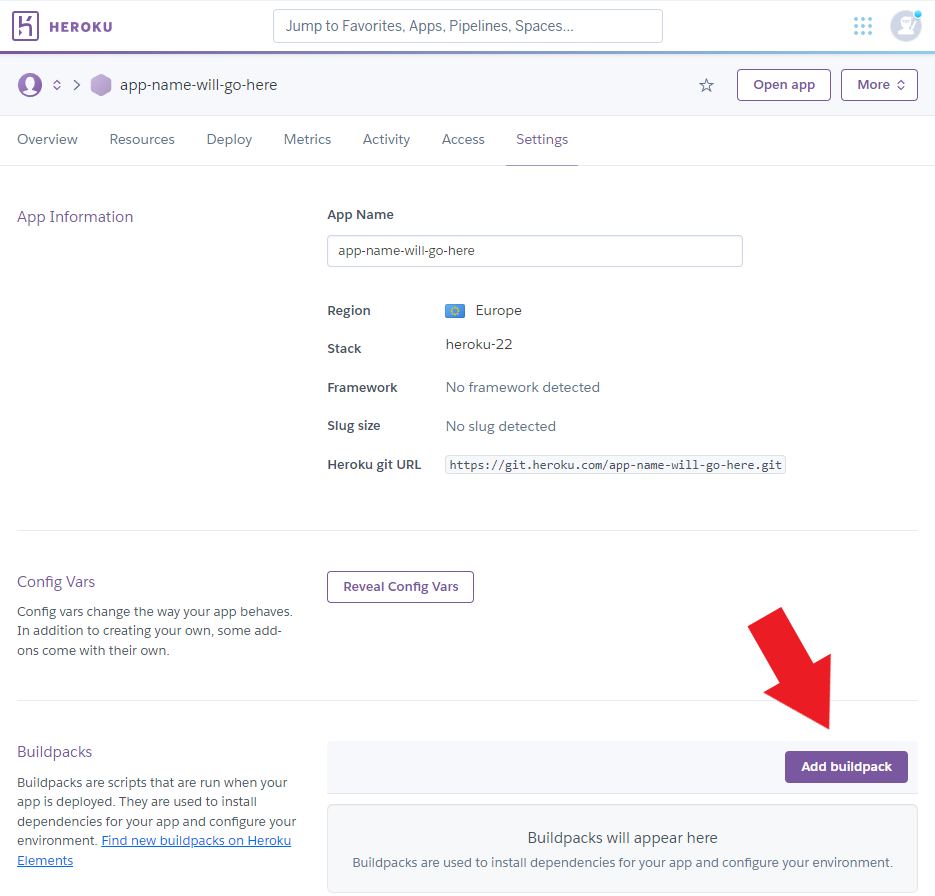 HEROKU
Jump to Favorites, Apps, Pipelines, Spaces...
app-name-will-go-here
Open app
More
Overview
Resources
Deploy
Metrics
Activity
Access
Settings
App Information
App Name
app-name-will-go-here
Region
Europe
Stack
heroku-22
Framework
No framework detected
Slug size
No slug detected
Heroku git URL
https://git.heroku.com/app-name-will-go-here.git
Config Vars
Config vars change the way your app behaves.
In addition to creating your own, some add-
ons come with their own.
Reveal Config Vars
Buildpacks
Buildpacks are scripts that are run when your
app is deployed. They are used to install
dependencies for your app and configure your
environment. Find new buildpacks on Heroku
Elements
Add buildpack
Buildpacks will appear here
Buildpacks are used to install dependencies for your app and configure your environment.